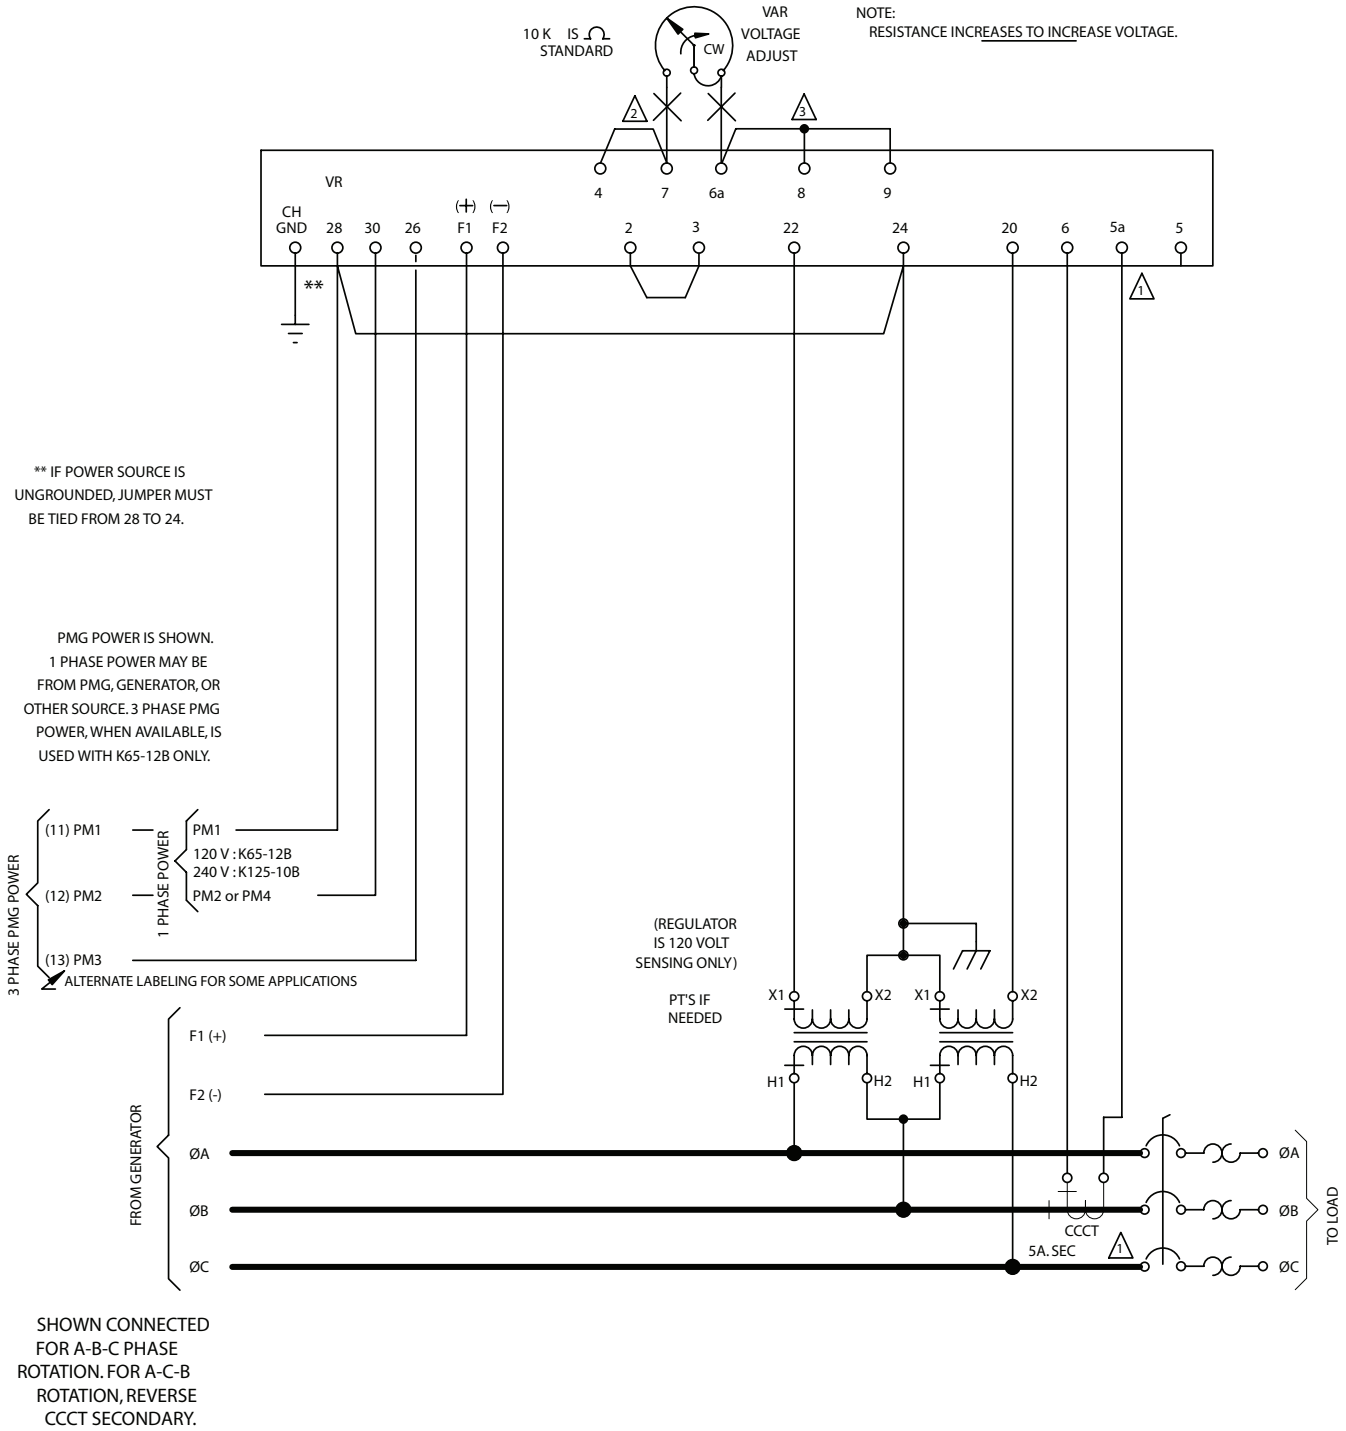 10 K IS Ω
STANDARD
VAR
VOLTAGE
ADJUST
CW
NOTE:
RESISTANCE INCREASES TO INCREASE VOLTAGE.
2
3
4
7
6a
8
9
VR
CH
GND
28
30
26
(+)
F1
(—)
F2
2
3
22
24
20
6
5a
5
**
1
** IF POWER SOURCE IS
UNGROUNDED, JUMPER MUST
BE TIED FROM 28 TO 24.
PMG POWER IS SHOWN.
1 PHASE POWER MAY BE
FROM PMG, GENERATOR, OR
OTHER SOURCE. 3 PHASE PMG
POWER, WHEN AVAILABLE, IS
USED WITH K65-12B ONLY.
3 PHASE PMG POWER
(11) PM1
(12) PM2
(13) PM3
1 PHASE POWER
PM1
120 V : K65-12B
240 V : K125-10B
PM2 or PM4
ALTERNATE LABELING FOR SOME APPLICATIONS
(REGULATOR
IS 120 VOLT
SENSING ONLY)
PT'S IF
NEEDED
X1
X2
X1
X2
H1
H2
H1
H2
FROM GENERATOR
F1 (+)
F2 (-)
ØA
ØB
ØC
CCCT
5A. SEC
1
ØA
ØB
ØC
TO LOAD
SHOWN CONNECTED
FOR A-B-C PHASE
ROTATION. FOR A-C-B
ROTATION, REVERSE
CCCT SECONDARY.